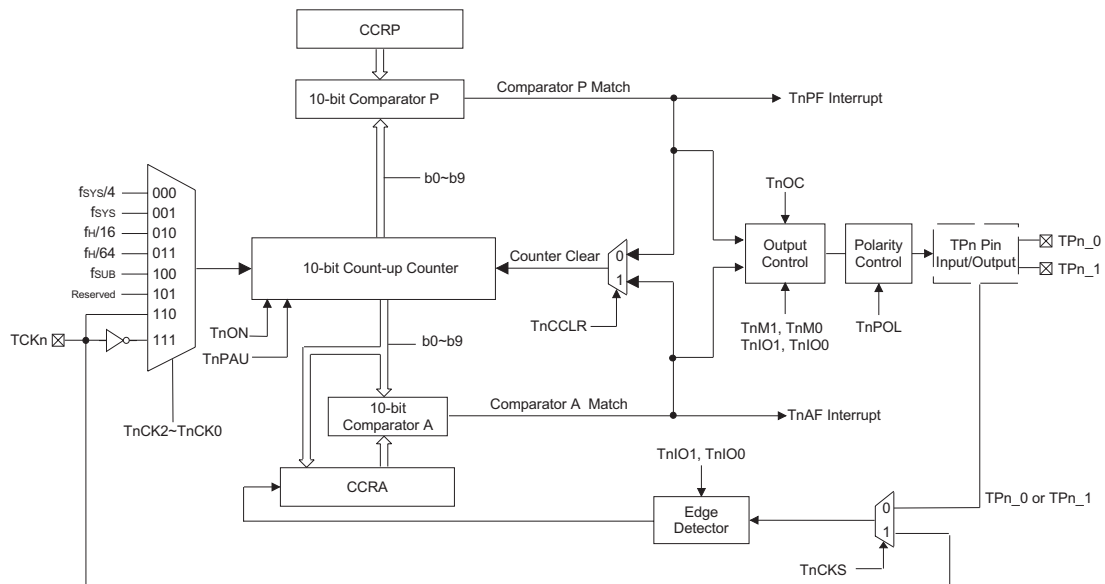 CCRP
10-bit Comparator P
Comparator P Match
TnPF Interrupt
b0~b9
fSYS/4
000
fSYS
001
fH/16
010
fH/64
011
fSUB
100
Reserved
101
110
TCKn
111
TnCK2~TnCK0
10-bit Count-up Counter
TnON
TnPAU
Counter Clear
0
1
TnCCLR
TnOC
Output
Control
TnM1, TnM0
TnIO1, TnIO0
Polarity
Control
TnPOL
TPn Pin
Input/Output
TPn_0
TPn_1
b0~b9
10-bit
Comparator A
Comparator A Match
TnAF Interrupt
CCRA
TnIO1, TnIO0
Edge
Detector
0
1
TnCKS
TPn_0 or TPn_1